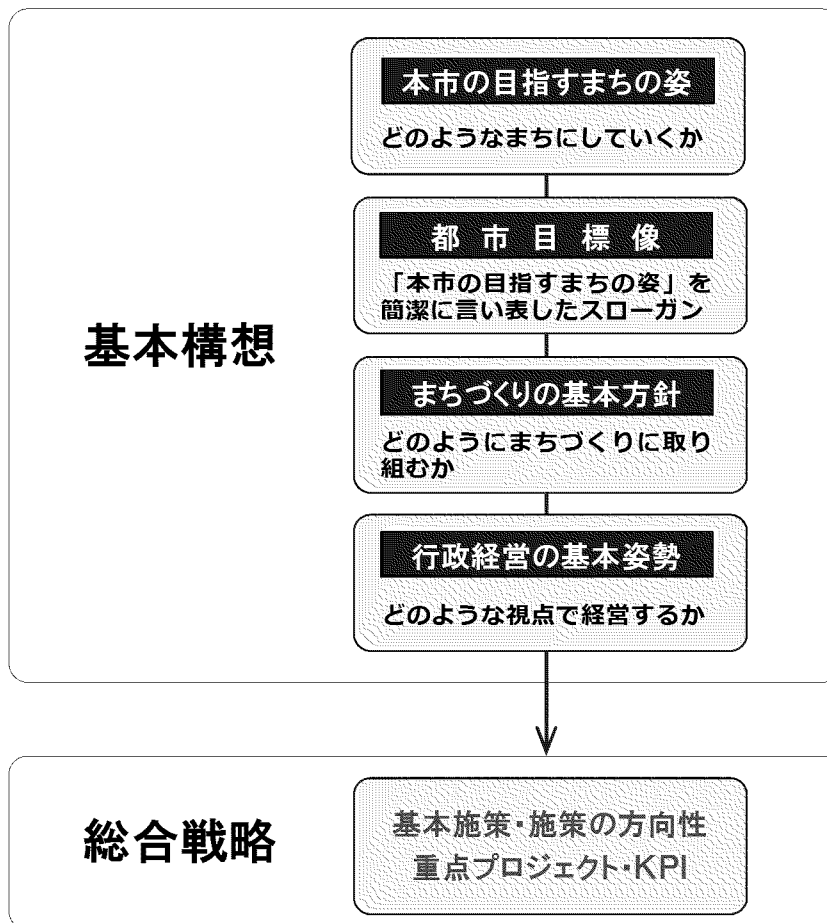 基本構想
本市の目指すまちの姿
どのようなまちにしていくか
都市目標像
「本市の目指すまちの姿」を
簡潔に言い表したスローガン
まちづくりの基本方針
どのようにまちづくりに取り
組むか
行政経営の基本姿勢
どのような視点で経営するか
総合戦略
基本施策・施策の方向性
重点プロジェクト・KPI